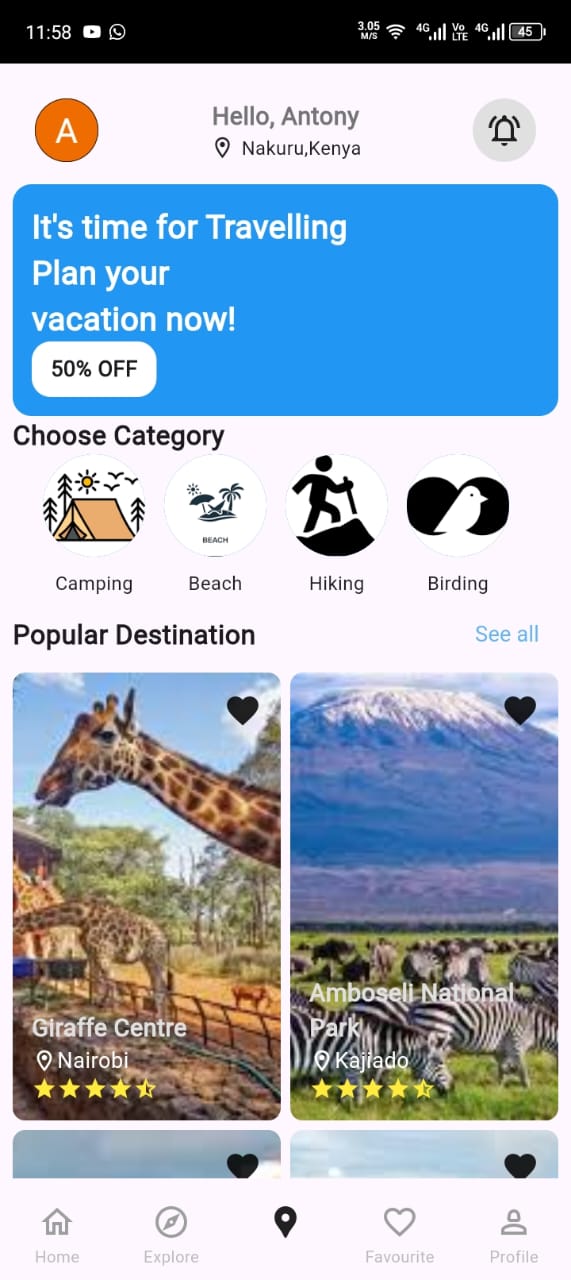 11:58
3.05
M/S
4G
Vo
LTE
4G
45
A
Hello, Antony
Nakuru,Kenya
It's time for Travelling
Plan your
vacation now!
50% OFF
Choose Category
BEACH
Camping
Beach
Hiking
Birding
Popular Destination
See all
Giraffe Centre
Nairobi
Amboseli National
Park
Kajiado
Home
Explore
Favourite
Profile